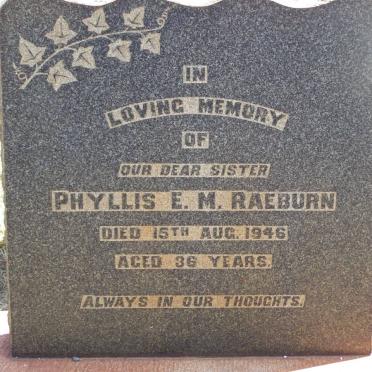 IN
LOVING MEMORY
OF
OUR DEAR SISTER
PHYLLIS E. M. RAEBURN
DIED 15TH AUG. 1946
AGED 36 YEARS.
ALWAYS IN OUR THOUGHTS.